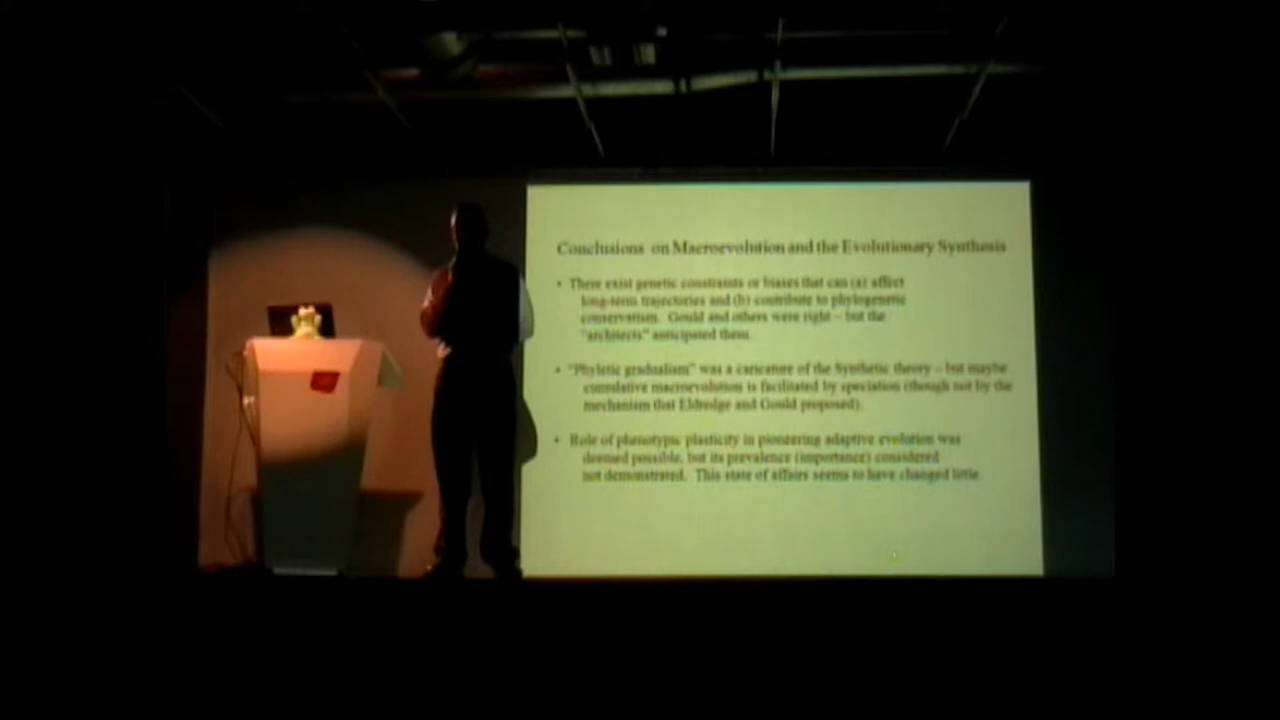 Conclusions on Macroevolution and the Evolutionary Synthesis
• There exist genetic constraints or biases that can (a) affect
long-term trajectories and (b) contribute to phylogenetic
conservatism. Gould and others were right – but the
"architects" anticipated them.
• "Phyletic gradualism" was a caricature of the Synthetic theory – but maybe
cumulative macroevolution is facilitated by speciation (though not by the
mechanism that Eldredge and Gould proposed).
• Role of phenotypic plasticity in pioneering adaptive evolution was
deemed possible, but its prevalence (importance) considered
not demonstrated. This state of affairs seems to have changed little.